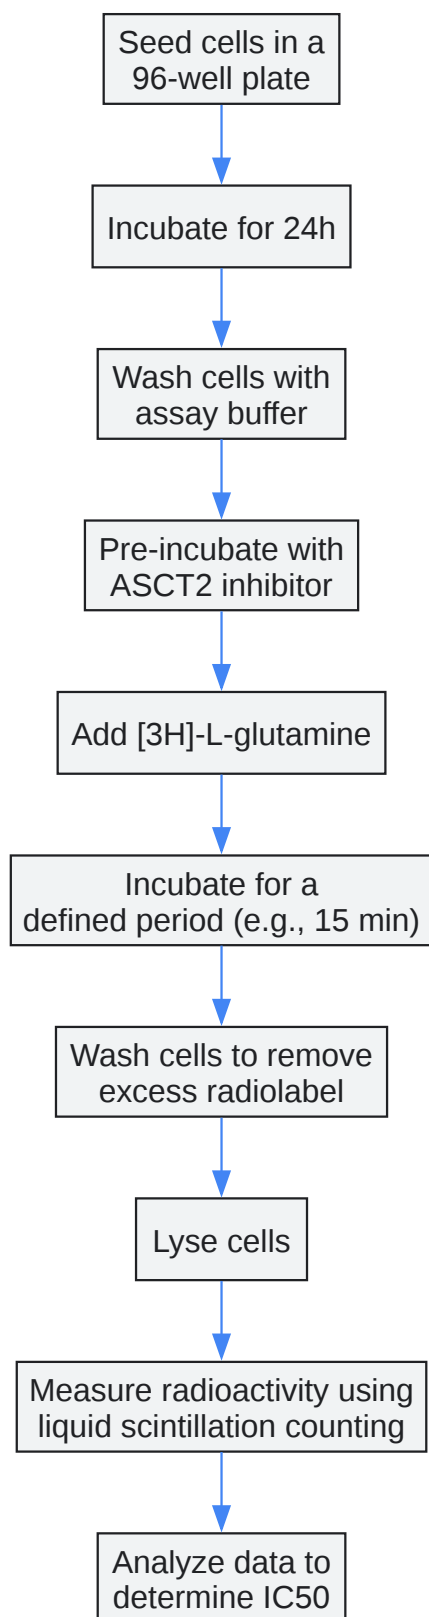 Seed cells in a
96-well plate
Incubate for 24h
Wash cells with
assay buffer
Pre-incubate with
ASCT2 inhibitor
Add [3H]-L-glutamine
Incubate for a
defined period (e.g., 15 min)
Wash cells to remove
excess radiolabel
Lyse cells
Measure radioactivity using
liquid scintillation counting
Analyze data to
determine IC50